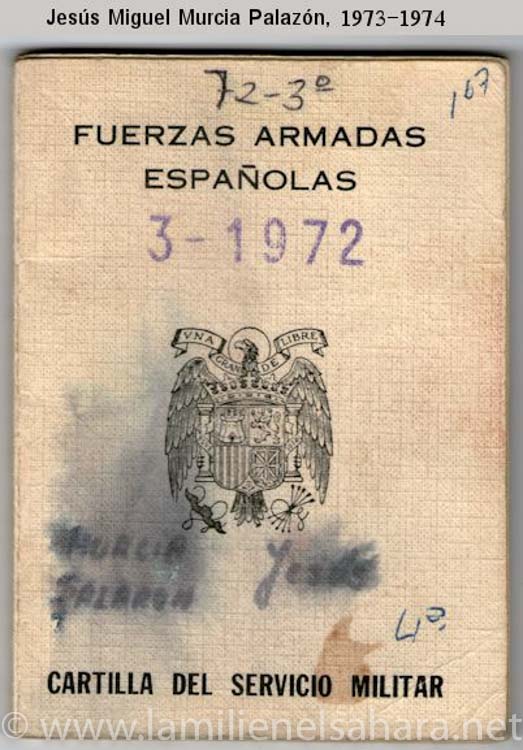 Jesús Miguel Murcia Palazón, 1973-1974
72-3º
167
FUERZAS ARMADAS
ESPAÑOLAS
3-1972
VNA GRANDE LIBRE
MURCIA Jesús
PALAZON
4º
CARTILLA DEL SERVICIO MILITAR
© www.lamilienelsahara.net